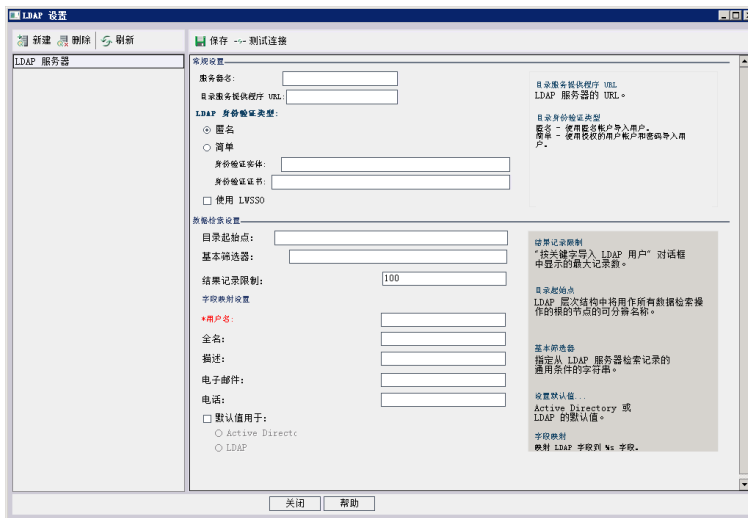 LDAP 设置
新建 删除 刷新
保存 测试连接
LDAP 服务器
常规设置
服务器名:
目录服务提供程序 URL:
LDAP 身份验证类型:
匿名
简单
身份验证实体:
身份验证证书:
使用 LWSSO
目录服务提供程序 URL
LDAP 服务器的 URL。
目录身份验证类型
匿名 - 使用匿名帐户导入用户。
简单 - 使用授权的用户帐户和密码导入用
户。
数据检索设置
目录起始点:
基本筛选器:
结果记录限制: 100
字段映射设置
*用户名:
全名:
描述:
电子邮件:
电话:
默认值用于:
Active Directo
LDAP
结果记录限制
“按关键字导入 LDAP 用户” 对话框
中显示的最大记录数。
目录起始点
LDAP 层次结构中将用作所有数据检索操
作的根的节点的可分辨名称。
基本筛选器
指定从 LDAP 服务器检索记录的
通用条件的字符串。
设置默认值...
Active Directory 或
LDAP 的默认值。
字段映射
映射 LDAP 字段到 %s 字段。
关闭 帮助